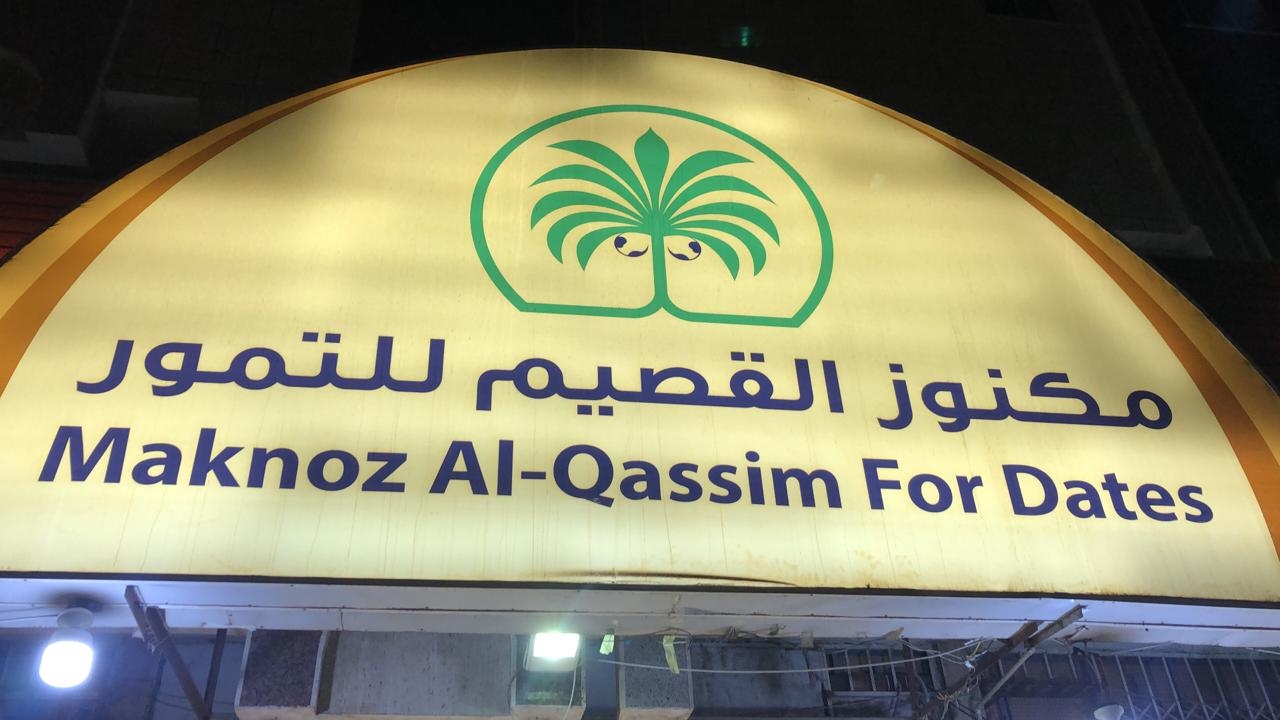 مكنوز القصيم للتمور
Maknoz Al-Qassim For Dates